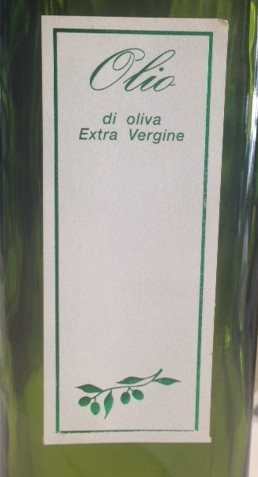 Olio
di oliva
Extra Vergine